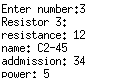 Enter number:3
Resistor 3:
resistance: 12
name: C2-45
addmission: 34
power: 5